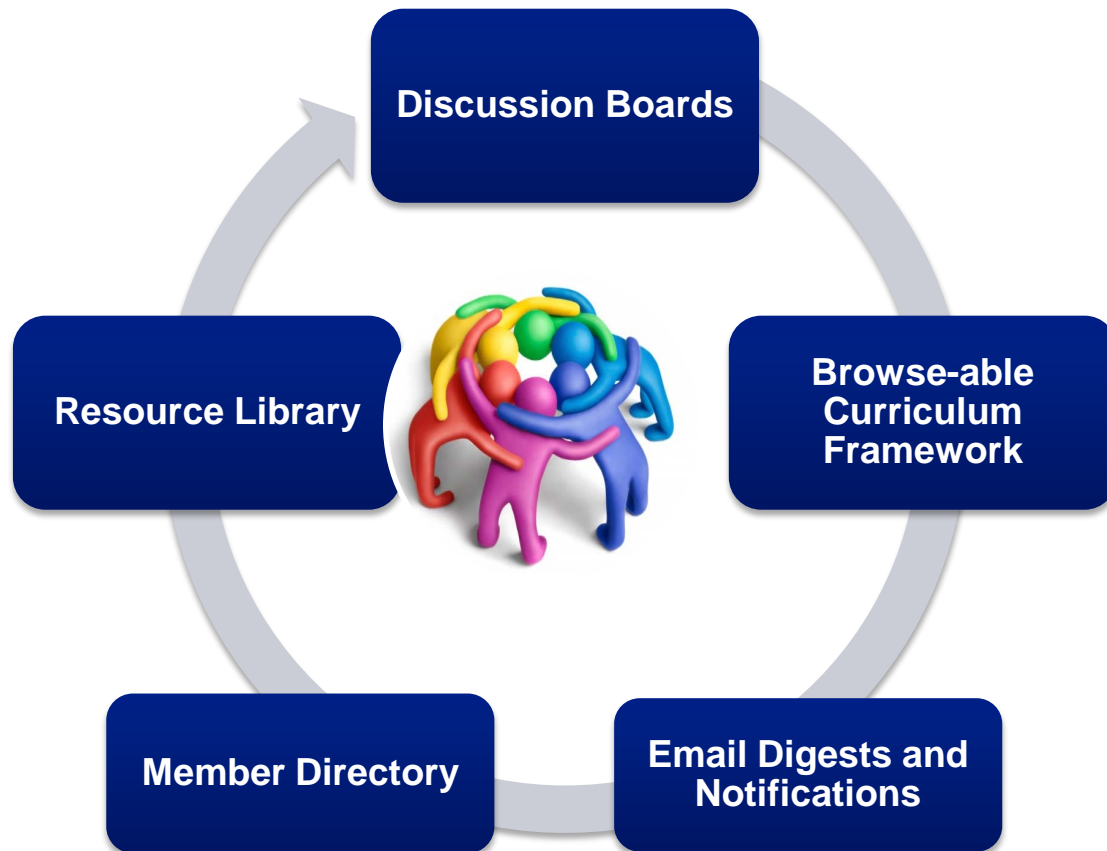 Discussion Boards
Browse-able
Curriculum
Framework
Email Digests and
Notifications
Member Directory
Resource Library